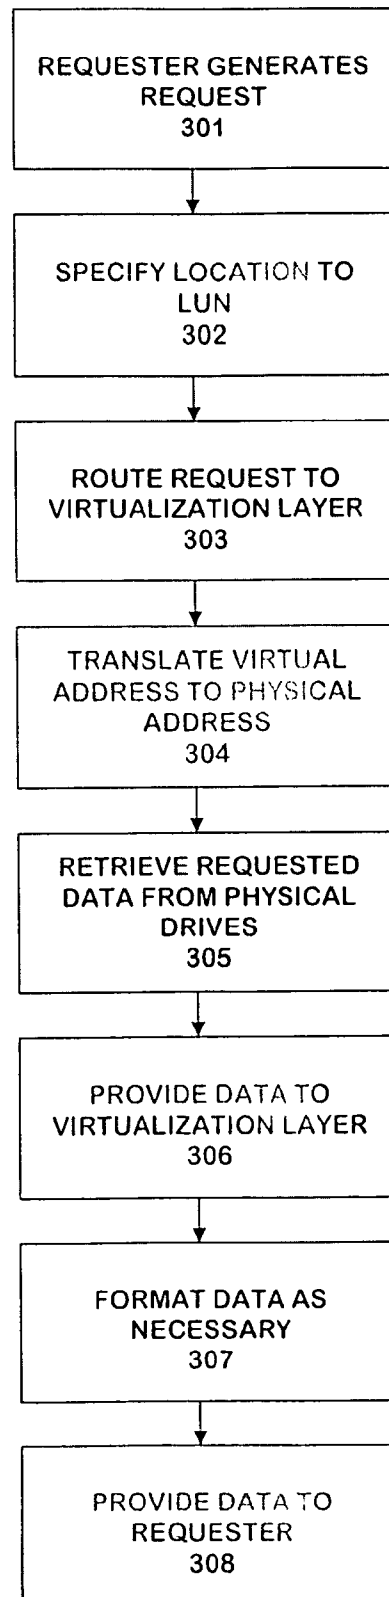 REQUESTER GENERATES
REQUEST
301
SPECIFY LOCATION TO
LUN
302
ROUTE REQUEST TO
VIRTUALIZATION LAYER
303
TRANSLATE VIRTUAL
ADDRESS TO PHYSICAL
ADDRESS
304
RETRIEVE REQUESTED
DATA FROM PHYSICAL
DRIVES
305
PROVIDE DATA TO
VIRTUALIZATION LAYER
306
FORMAT DATA AS
NECESSARY
307
PROVIDE DATA TO
REQUESTER
308